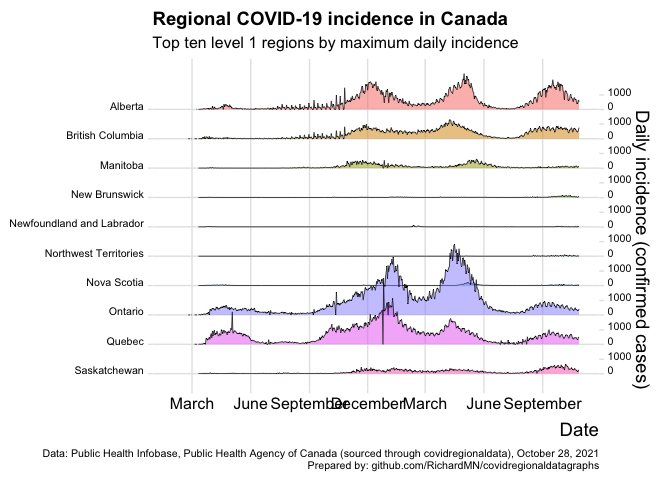 Regional COVID-19 incidence in Canada
Top ten level 1 regions by maximum daily incidence
Alberta
British Columbia
Manitoba
New Brunswick
Newfoundland and Labrador
Northwest Territories
Nova Scotia
Ontario
Quebec
Saskatchewan
1000
0
1000
0
1000
0
1000
0
1000
0
1000
0
1000
0
1000
0
1000
0
1000
0
Daily incidence (confirmed cases)
March June September December March June September
Date
Data: Public Health Infobase, Public Health Agency of Canada (sourced through covidregionaldata), October 28, 2021
Prepared by: github.com/RichardMN/covidregionaldatagraphs